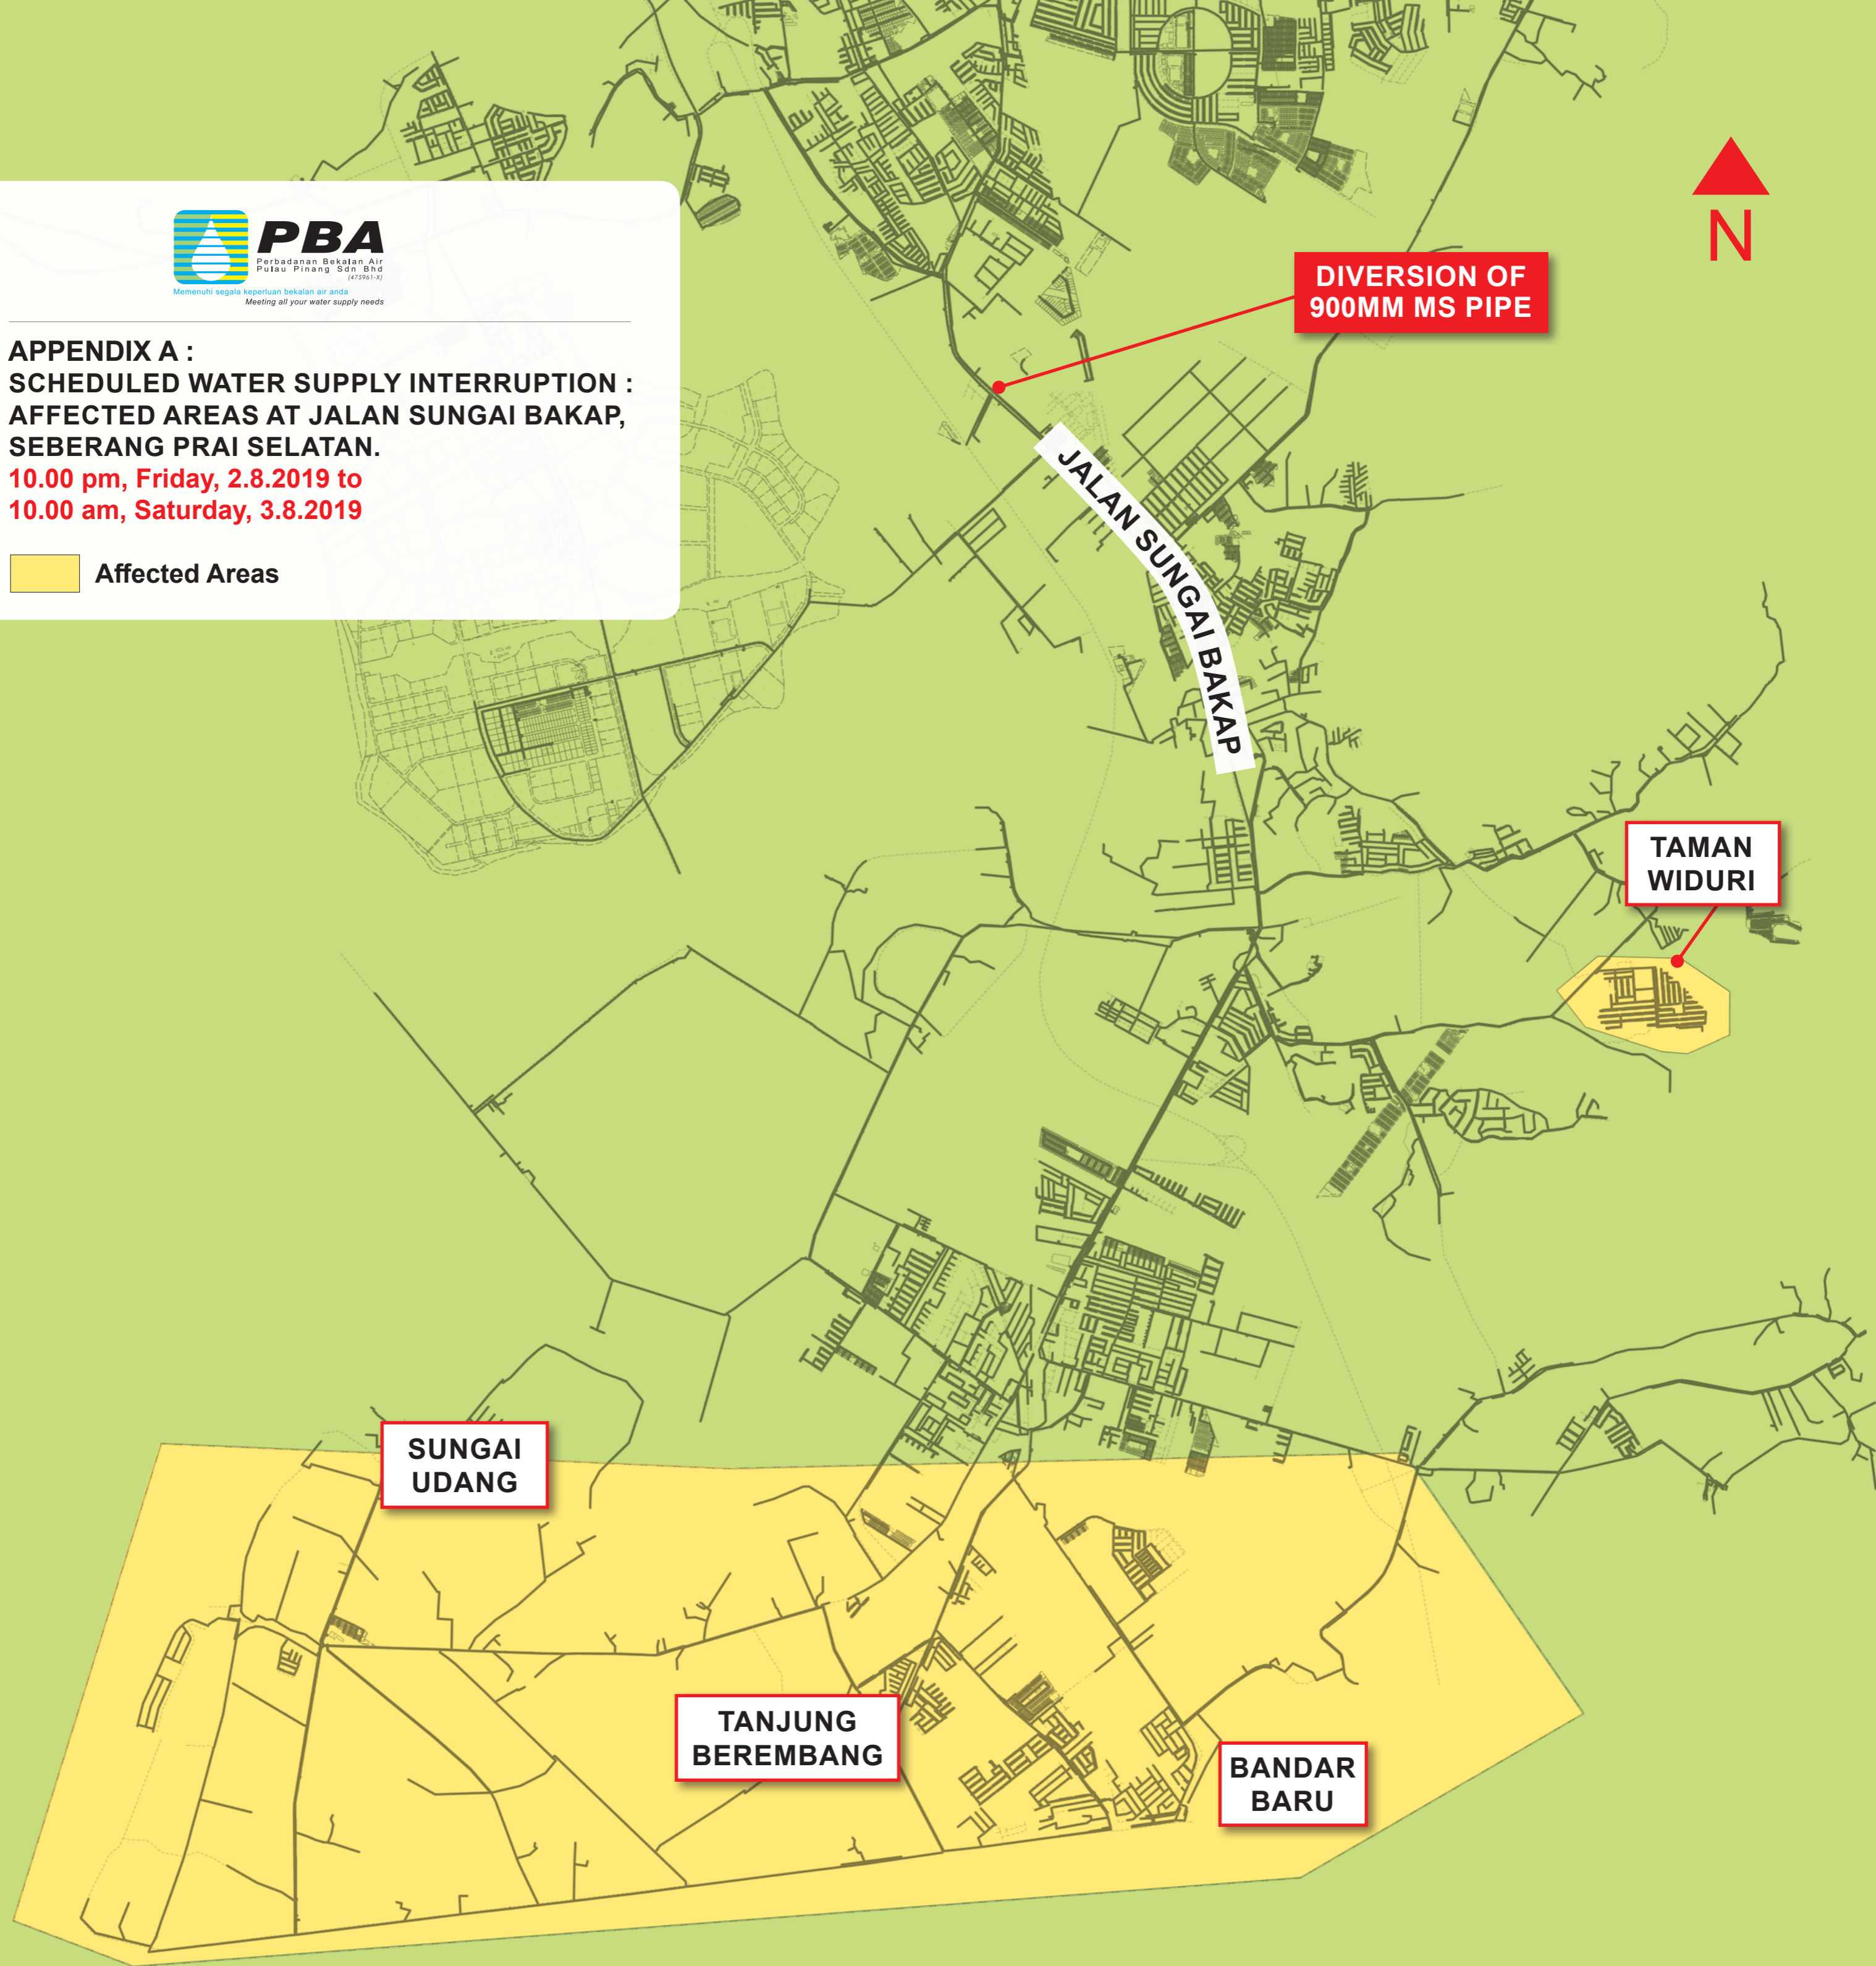 PBA
Perbadanan Bekalan Air
Pulau Pinang Sdn Bhd
(475961-X)
Memenuhi segala keperluan bekalan air anda
Meeting all your water supply needs
APPENDIX A :
SCHEDULED WATER SUPPLY INTERRUPTION :
AFFECTED AREAS AT JALAN SUNGAI BAKAP,
SEBERANG PRAI SELATAN.
10.00 pm, Friday, 2.8.2019 to
10.00 am, Saturday, 3.8.2019
Affected Areas
N
DIVERSION OF
900MM MS PIPE
JALAN SUNGAI BAKAP
TAMAN
WIDURI
SUNGAI
UDANG
TANJUNG
BEREMBANG
BANDAR
BARU